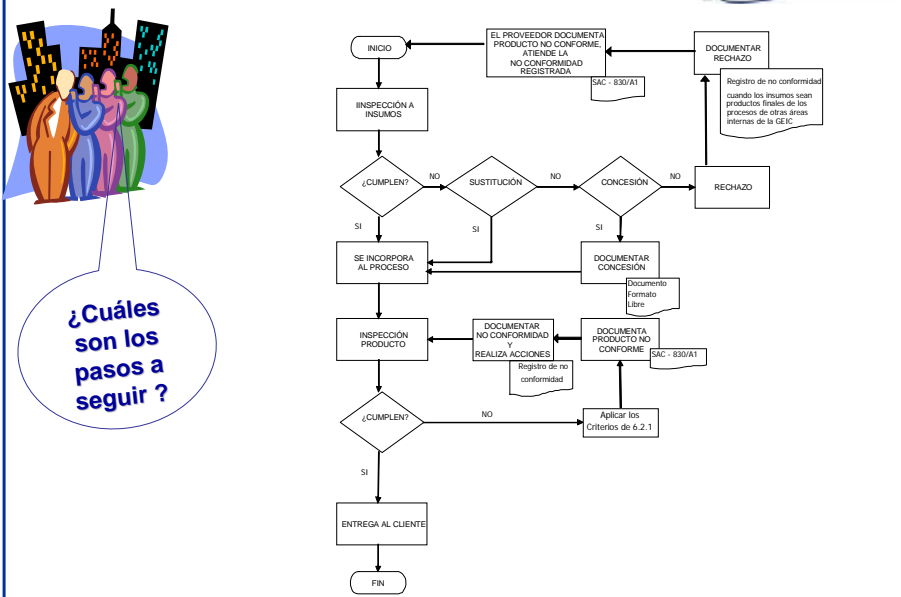 INICIO
EL PROVEEDOR DOCUMENTA
PRODUCTO NO CONFORME,
ATIENDE LA
NO CONFORMIDAD
REGISTRADA
SAC - 830/A1
DOCUMENTAR
RECHAZO
Registro de no conformidad
cuando los insumos sean
productos finales de los
procesos de otras áreas
internas de la GEIC
IINSPECCIÓN A
INSUMOS
¿CUMPLEN?
NO
SUSTITUCIÓN
NO
CONCESIÓN
NO
RECHAZO
SI
SI
SI
SE INCORPORA
AL PROCESO
DOCUMENTAR
CONCESIÓN
Documento
Formato
Libre
¿Cuáles
son los
pasos a
seguir ?
INSPECCIÓN
PRODUCTO
DOCUMENTAR
NO CONFORMIDAD
Y
REALIZA ACCIONES
Registro de no
conformidad
DOCUMENTA
PRODUCTO NO
CONFORME
SAC - 830/A1
¿CUMPLEN?
NO
Aplicar los
Criterios de 6.2.1
SI
ENTREGA AL CLIENTE
FIN